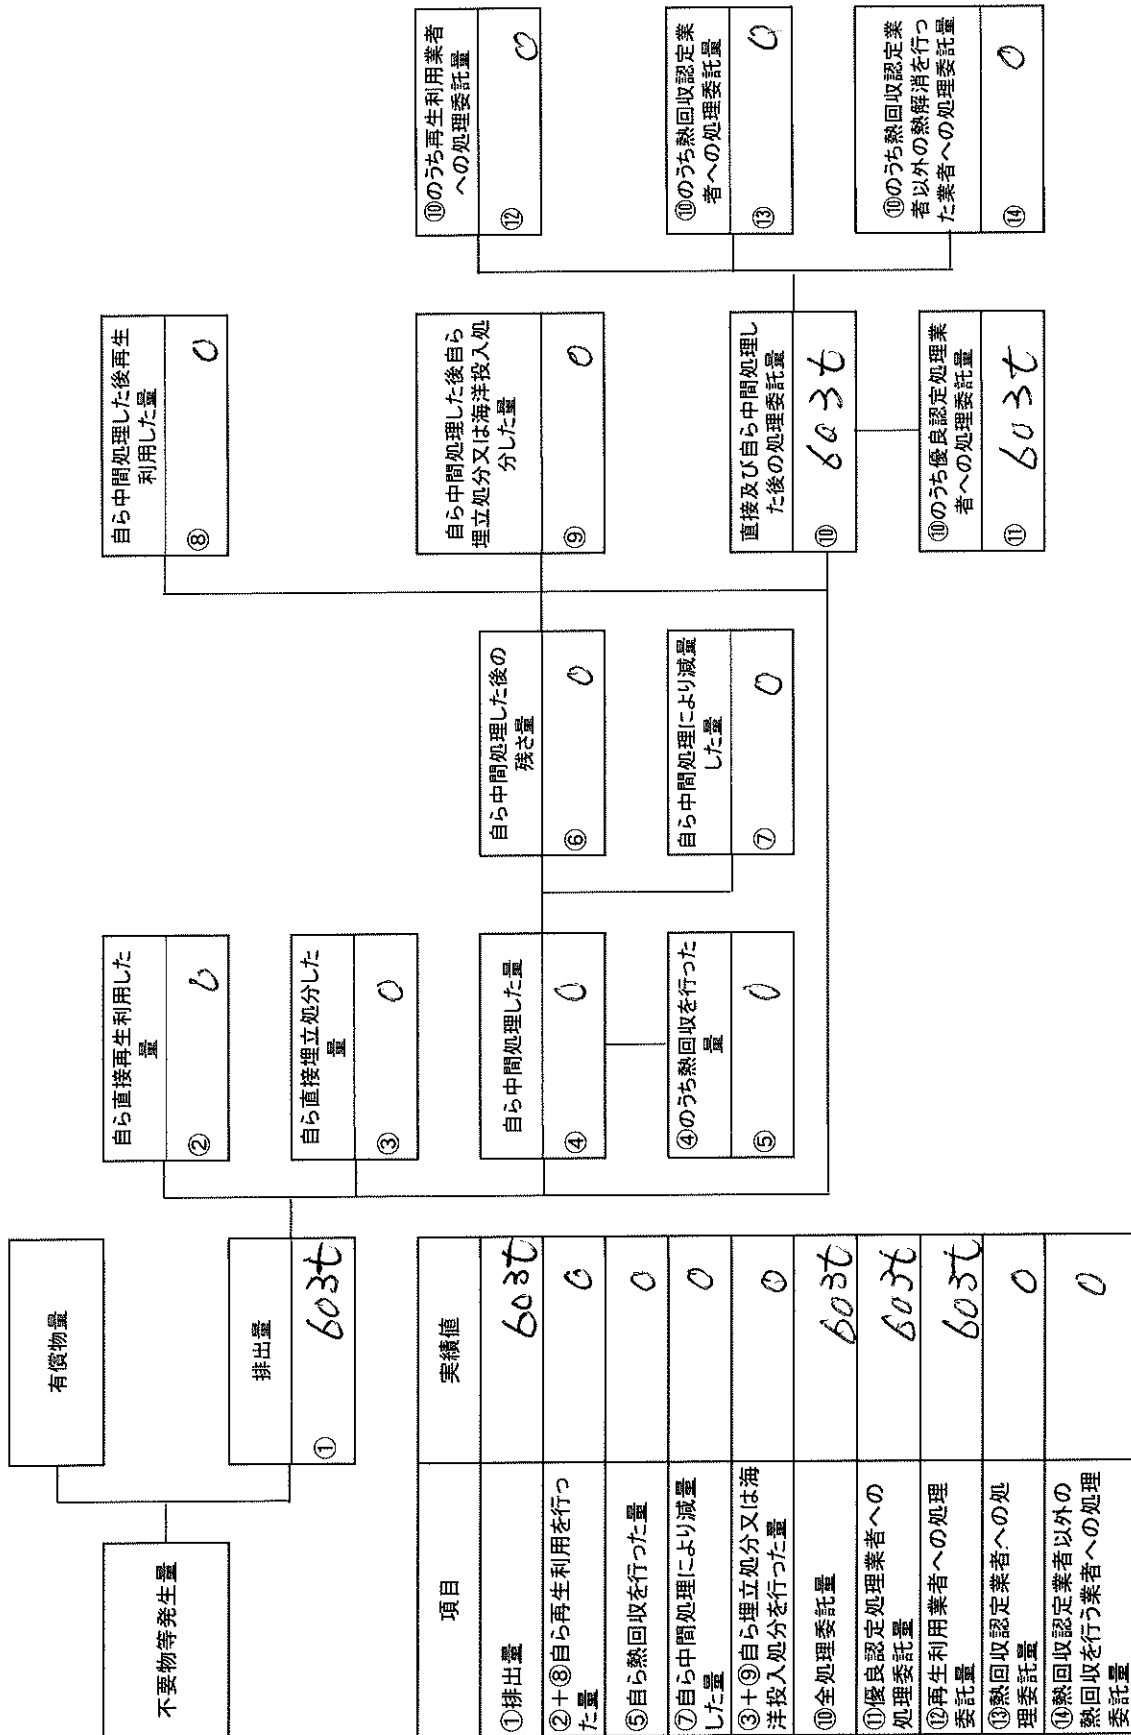 不要物等発生量
有償物量
排出量
① 603t
自ら直接再生利用した
量
② 0
自ら直接埋立処分した
量
③ 0
自ら中間処理した量
④ 0
④のうち熱回収を行った
量
⑤ 0
自ら中間処理した後の
残さ量
⑥ 0
自ら中間処理により減量
した量
⑦ 0
自ら中間処理した後再生
利用した量
⑧ 0
自ら中間処理した後自ら
埋立処分又は海洋投入処
分した量
⑨ 0
直接及び自ら中間処理し
た後の処理委託量
⑩ 603t
⑩のうち優良認定処理業
者への処理委託量
⑪ 603t
⑩のうち再生利用業者
への処理委託量
⑫ 0
⑩のうち熱回収認定業
者への処理委託量
⑬ 0
⑩のうち熱回収認定業
者以外の熱解消を行っ
た業者への処理委託量
⑭ 0
項目 実績値
①排出量 603t
②+⑧自ら再生利用を行っ
た量 0
⑤自ら熱回収を行った量 0
⑦自ら中間処理により減量
した量 0
③+⑨自ら埋立処分又は海
洋投入処分を行った量 0
⑩全処理委託量 603t
⑪優良認定処理業者への
処理委託量 603t
⑫再生利用業者への処理
委託量 603t
⑬熱回収認定業者への処
理委託量 0
⑭熱回収認定業者以外の
熱回収を行う業者への処理
委託量 0